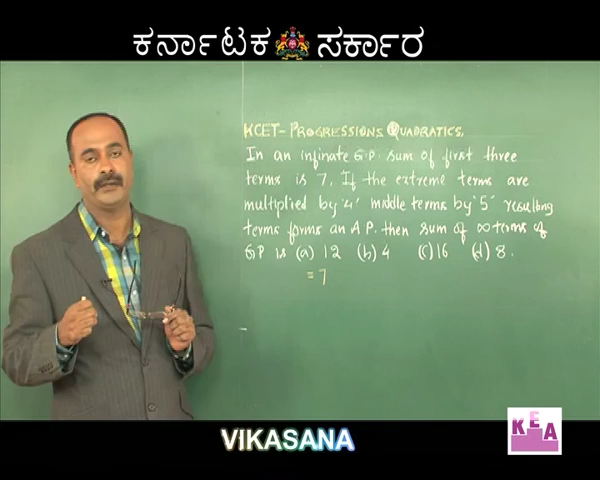 ಕರ್ನಾಟಕ ಸರ್ಕಾರ
KCET-PROGRESSIONS QUADRATICS.
In an infinate G.P. sum of first three
terms is 7. If the extreme terms are
multiplied by '4' middle terms by '5' resulting
terms forms an A.P. then sum of ∞ terms of
G.P is (a) 12 (b) 4 (c) 16 (d) 8.
= 7
VIKASANA
KEA